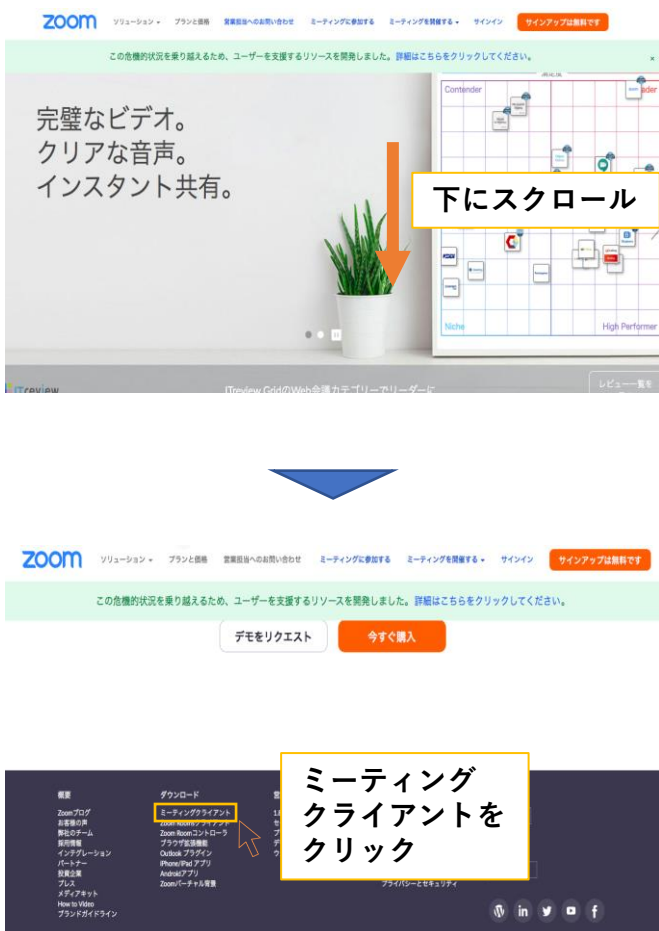 zoom ソリューション プランと価格 営業担当へのお問い合わせ ミーティングに参加する ミーティングを開催する サインイン サインアップは無料です
この危機的状況を乗り越えるため、ユーザーを支援するリソースを開発しました。詳細はこちらをクリックしてください。 ×
Contender
完璧なビデオ。
クリアな音声。
インスタント共有。
下にスクロール
Niche High Performer
ITreview ITreview GridのWeb会議カテゴリーでリーダーに レビュー一覧を
zoom ソリューション プランと価格 営業担当へのお問い合わせ ミーティングに参加する ミーティングを開催する サインイン サインアップは無料です
この危機的状況を乗り越えるため、ユーザーを支援するリソースを開発しました。詳細はこちらをクリックしてください。
デモをリクエスト 今すぐ購入
ミーティング
クライアントを
クリック
概要
Zoomブログ
お客様の声
弊社のチーム
採用情報
インテグレーション
パートナー
投資企業
プレス
メディアキット
How to Video
ブランドガイドライン
ダウンロード
ミーティングクライアント
Zoom Roomsクライアント
Zoom Roomコントローラ
ブラウザ拡張機能
Outlook プラグイン
iPhone/iPad アプリ
Androidアプリ
Zoomバーチャル背景
プライバシーとセキュリティ
in f